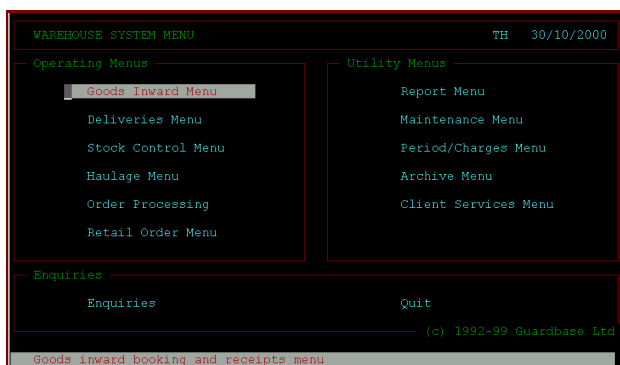 WAREHOUSE SYSTEM MENU TH 30/10/2000
Operating Menus
Goods Inward Menu
Deliveries Menu
Stock Control Menu
Haulage Menu
Order Processing
Retail Order Menu
Utility Menus
Report Menu
Maintenance Menu
Period/Charges Menu
Archive Menu
Client Services Menu
Enquiries
Enquiries Quit
(c) 1992-99 Guardbase Ltd
Goods inward booking and receipts menu